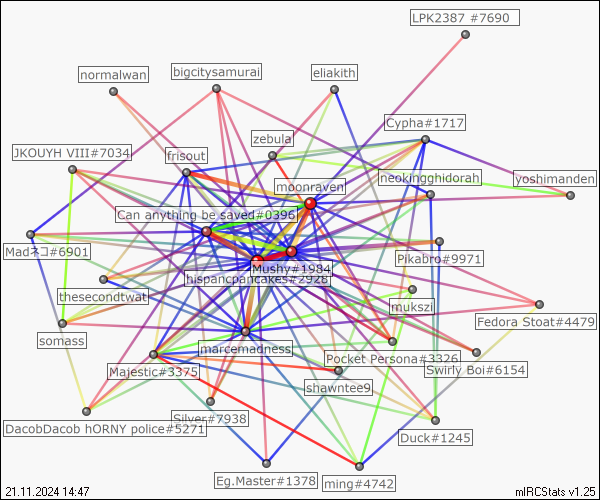 LPK2387 #7690
normalwan
bigcitysamurai
eliakith
Cypha#1717
zebula
JKOUYH VIII#7034
frisout
moonraven
neokingghidorah
yoshimanden
Can anything be saved#0396
Madネコ#6901
Pikabro#9971
Mushy#1984
hispancpancakes#2928
thesecondtwat
mukszi
Fedora Stoat#4479
somass
marcemadness
Pocket Persona#3326
Majestic#3375
Swirly Boi#6154
shawntee9
Silver#7938
DacobDacob hORNY police#5271
Duck#1245
Eg.Master#1378
ming#4742
21.11.2024 14:47
mIRCStats v1.25